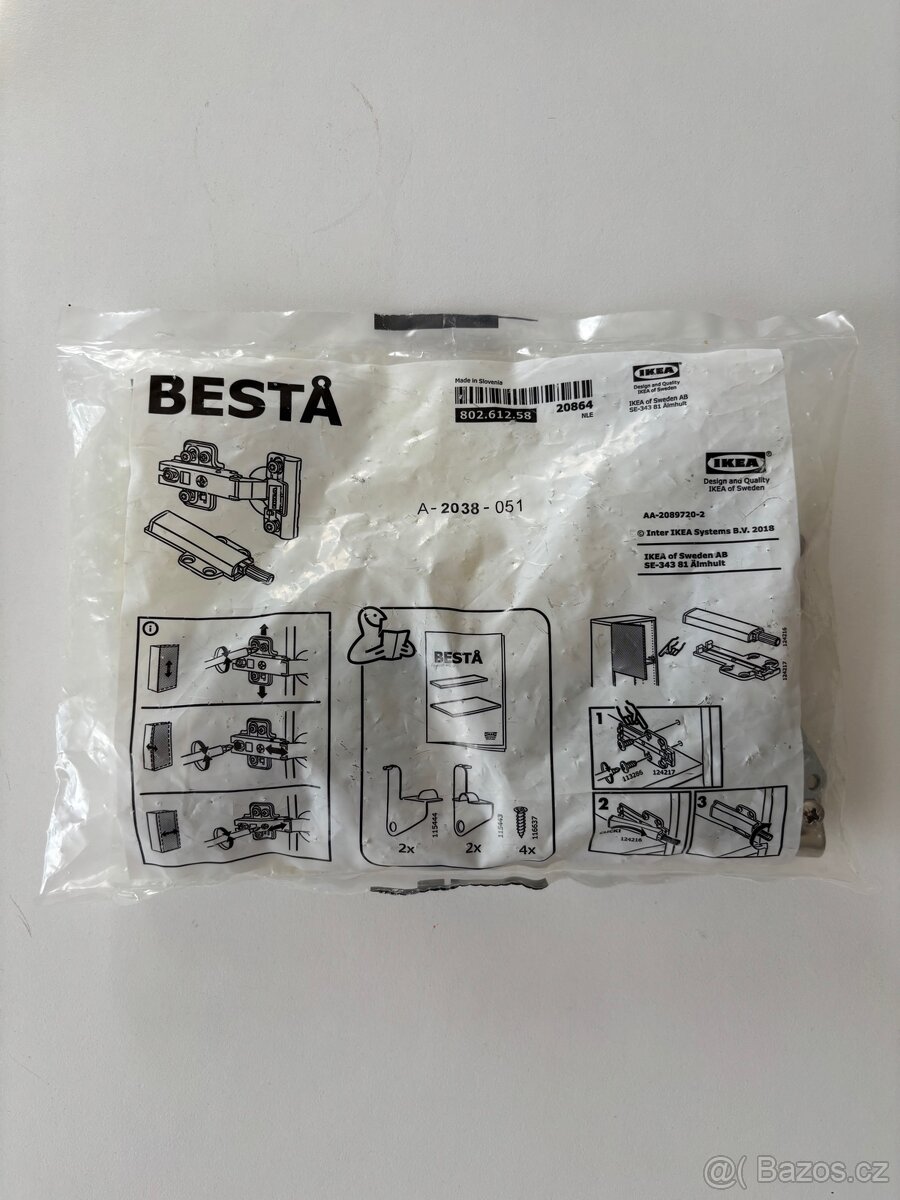 BESTÅ
Made in Slovenia
802.612.58
20864
NLE
IKEA®
Design and Quality
IKEA of Sweden
IKEA of Sweden AB
SE-343 81 Älmhult
IKEA®
Design and Quality
IKEA of Sweden
A-2038-051
AA-2089720-2
© Inter IKEA Systems B.V. 2018
IKEA of Sweden AB
SE-343 81 Älmhult
i
BESTÅ
115444
2x
115443
2x
116637
4x
124216
124217
1
113286
124217
2
CLICK!
124216
3
@( Bazos.cz